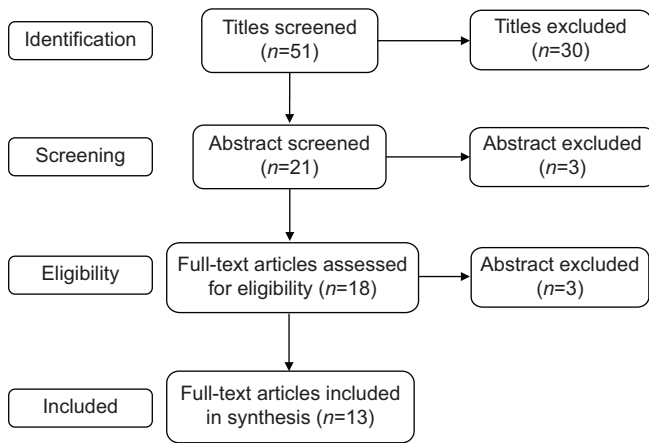 Identification
Titles screened
(n=51)
Titles excluded
(n=30)
Screening
Abstract screened
(n=21)
Abstract excluded
(n=3)
Eligibility
Full-text articles assessed
for eligibility (n=18)
Abstract excluded
(n=3)
Included
Full-text articles included
in synthesis (n=13)